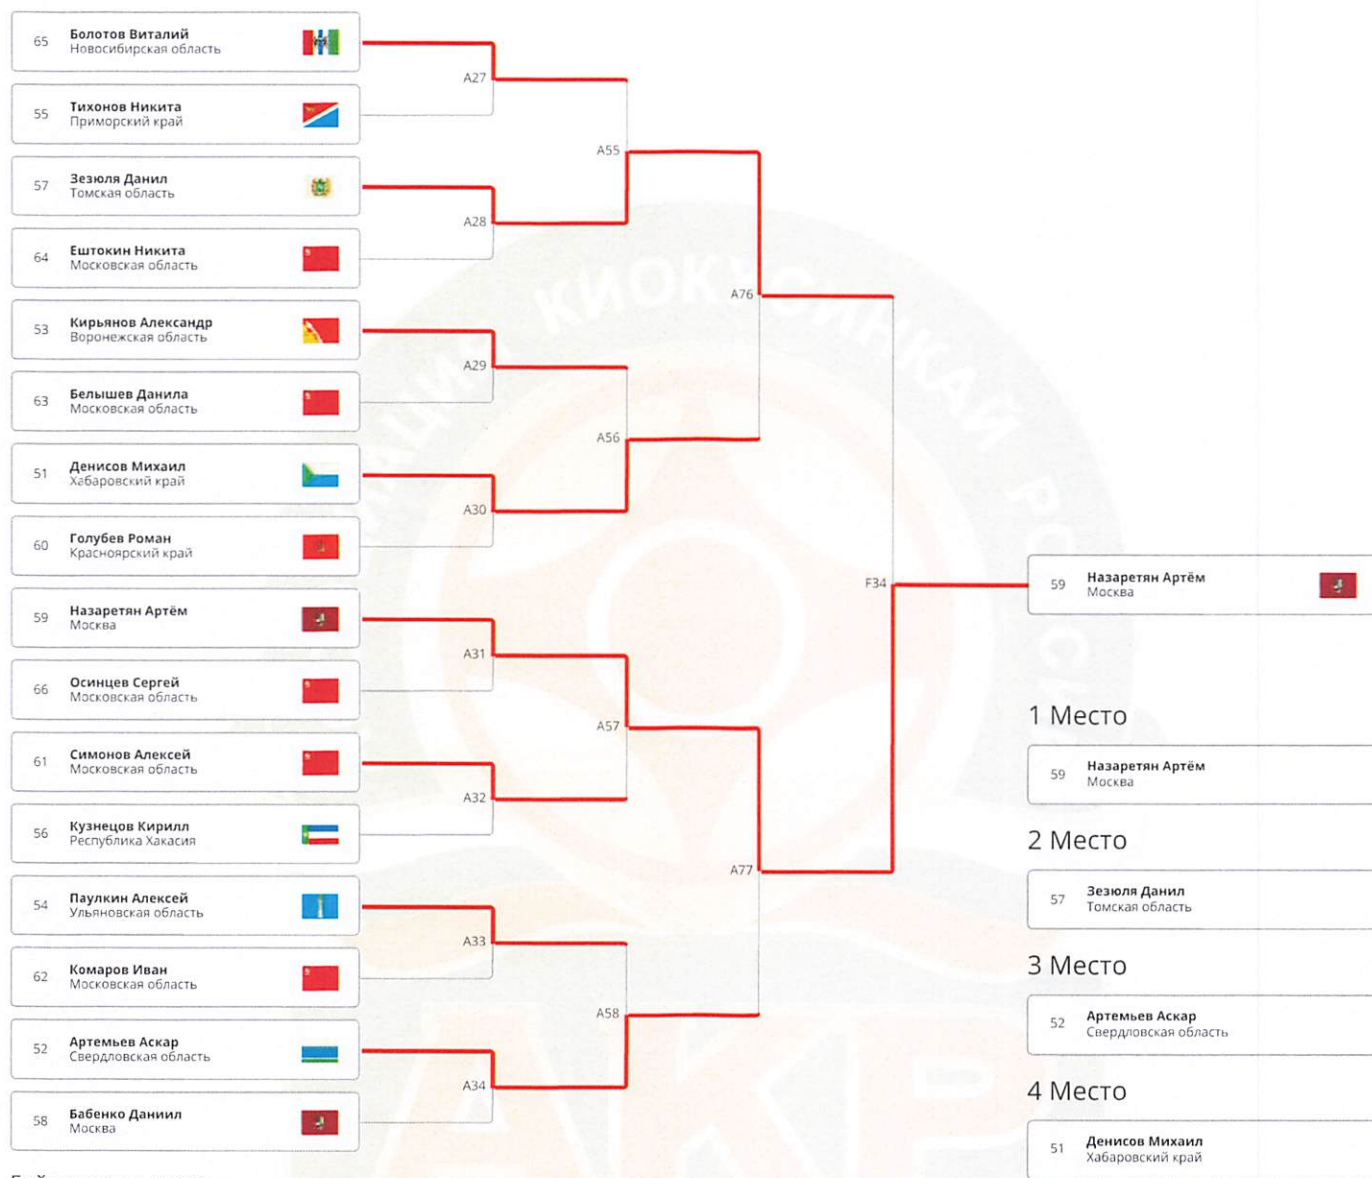 65
Болотов Виталий
Новосибирская область
55
Тихонов Никита
Приморский край
57
Зезюля Данил
Томская область
64
Ештокин Никита
Московская область
53
Кирьянов Александр
Воронежская область
63
Белышев Данила
Московская область
51
Денисов Михаил
Хабаровский край
60
Голубев Роман
Красноярский край
59
Назаретян Артём
Москва
66
Осинцев Сергей
Московская область
61
Симонов Алексей
Московская область
56
Кузнецов Кирилл
Республика Хакасия
54
Паулкин Алексей
Ульяновская область
62
Комаров Иван
Московская область
52
Артемьев Аскар
Свердловская область
58
Бабенко Даниил
Москва
A27
A28
A29
A30
A31
A32
A33
A34
A55
A56
A57
A58
A76
A77
F34
59
Назаретян Артём
Москва
1 Место
59
Назаретян Артём
Москва
2 Место
57
Зезюля Данил
Томская область
3 Место
52
Артемьев Аскар
Свердловская область
4 Место
51
Денисов Михаил
Хабаровский край
КИОКУСИНКАЙ РОССИИ
АКР